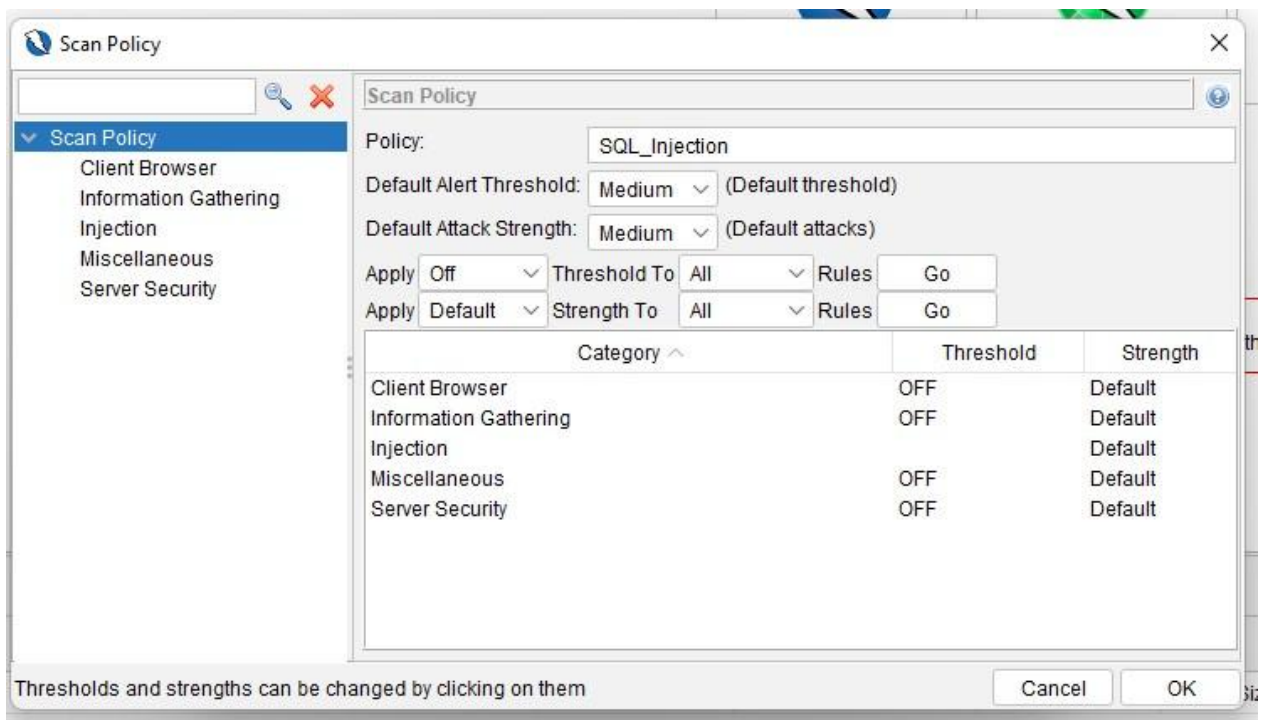 Scan Policy
Scan Policy
Client Browser
Information Gathering
Injection
Miscellaneous
Server Security
Scan Policy
Policy: SQL_Injection
Default Alert Threshold: Medium (Default threshold)
Default Attack Strength: Medium (Default attacks)
Apply Off Threshold To All Rules Go
Apply Default Strength To All Rules Go
Category Threshold Strength
Client Browser OFF Default
Information Gathering OFF Default
Injection Default
Miscellaneous OFF Default
Server Security OFF Default
Thresholds and strengths can be changed by clicking on them
Cancel OK